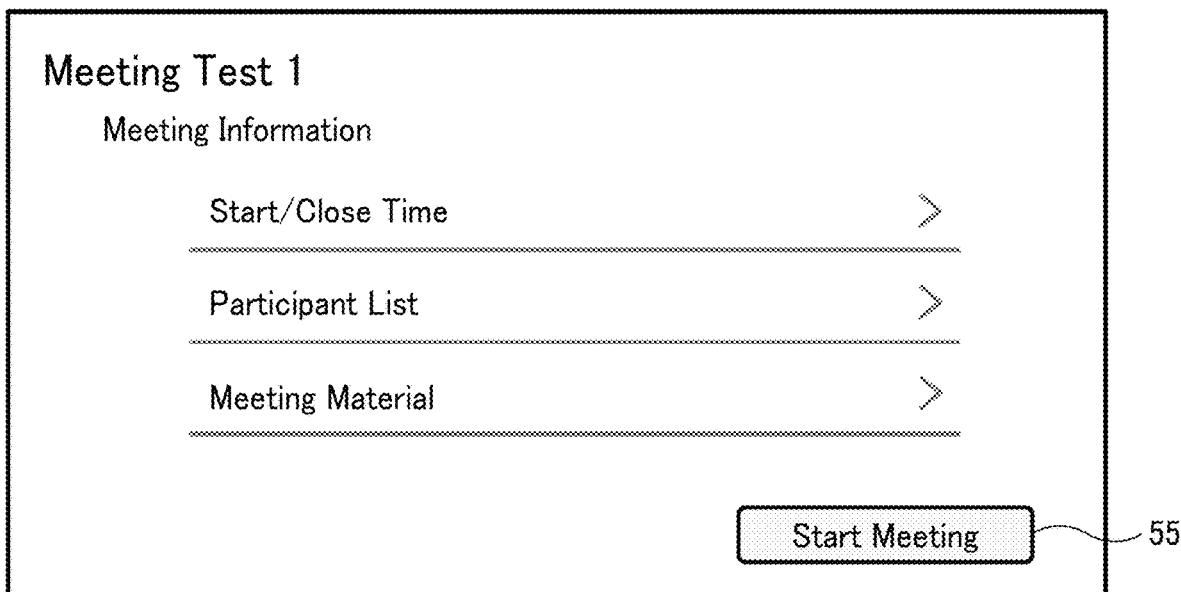 Meeting Test 1
Meeting Information
Start/Close Time
Participant List
Meeting Material
Start Meeting 55